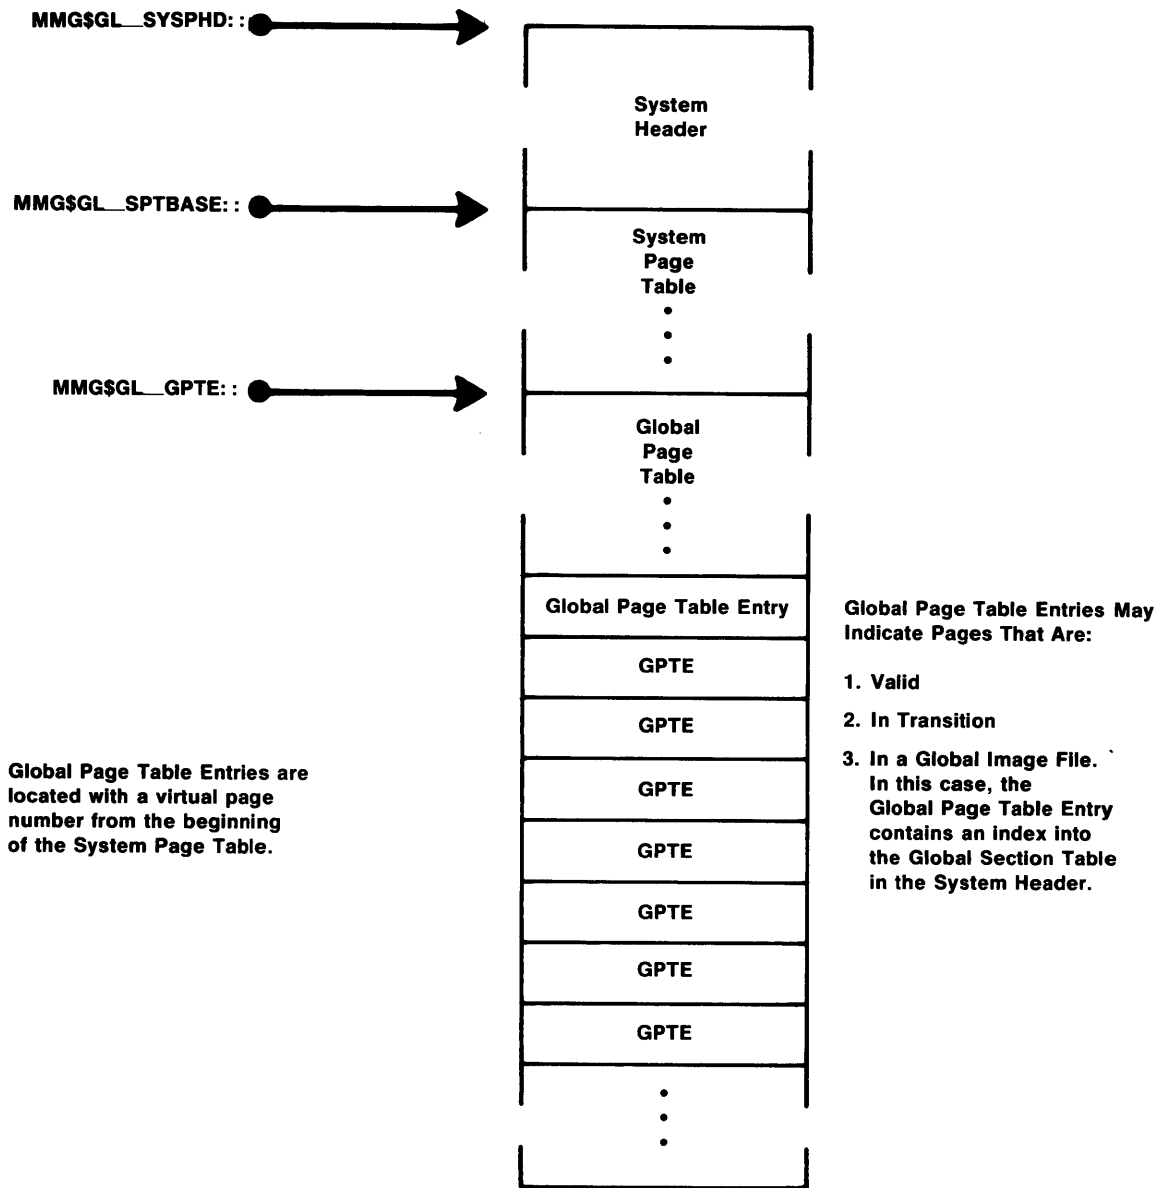 MMG$GL__SYSPHD: :
System
Header
MMG$GL__SPTBASE: :
System
Page
Table
MMG$GL__GPTE: :
Global
Page
Table
Global Page Table Entry
GPTE
GPTE
GPTE
GPTE
GPTE
GPTE
GPTE
Global Page Table Entries May
Indicate Pages That Are:
1. Valid
2. In Transition
3. In a Global Image File.
In this case, the
Global Page Table Entry
contains an index into
the Global Section Table
in the System Header.
Global Page Table Entries are
located with a virtual page
number from the beginning
of the System Page Table.